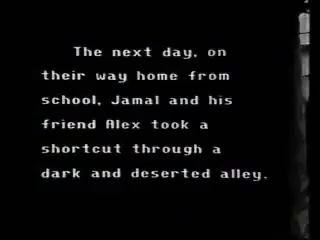 The next day, on
their way home from
school, Jamal and his
friend Alex took a
shortcut through a
dark and deserted alley.